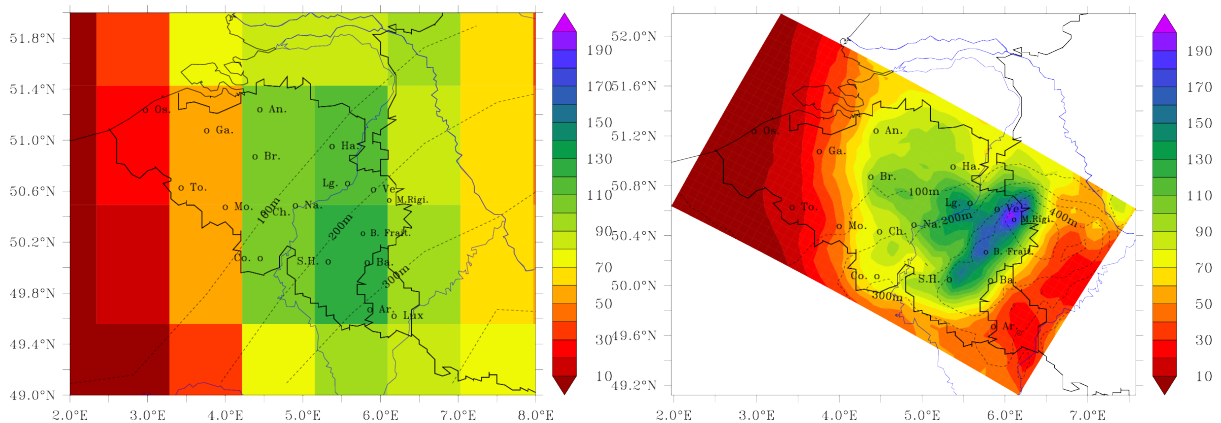 51.8°N
51.4°N
51.0°N
50.6°N
50.2°N
49.8°N
49.4°N
49.0°N
2.0°E 3.0°E 4.0°E 5.0°E 6.0°E 7.0°E 8.0°E
Os.
An.
Ga.
Ha.
Br.
Lg.
Ve.
To.
M.Rigi.
Mo.
Ch.
Na.
100m
200m
B. Frait.
Co.
S.H.
Ba.
300m
Ar.
Lux
190
170
150
130
110
90
70
50
30
10
52.0°N
51.6°N
51.2°N
50.8°N
50.4°N
50.0°N
49.6°N
49.2°N
2.0°E 3.0°E 4.0°E 5.0°E 6.0°E 7.0°E
Os.
An.
Ga.
Ha.
Br.
100m
Lg.
Ve.
To.
200m
400m
M.Rigi.
Mo.
Ch.
Na.
B. Frait.
Co.
S.H.
Ba.
300m
Ar.
190
170
150
130
110
90
70
50
30
10